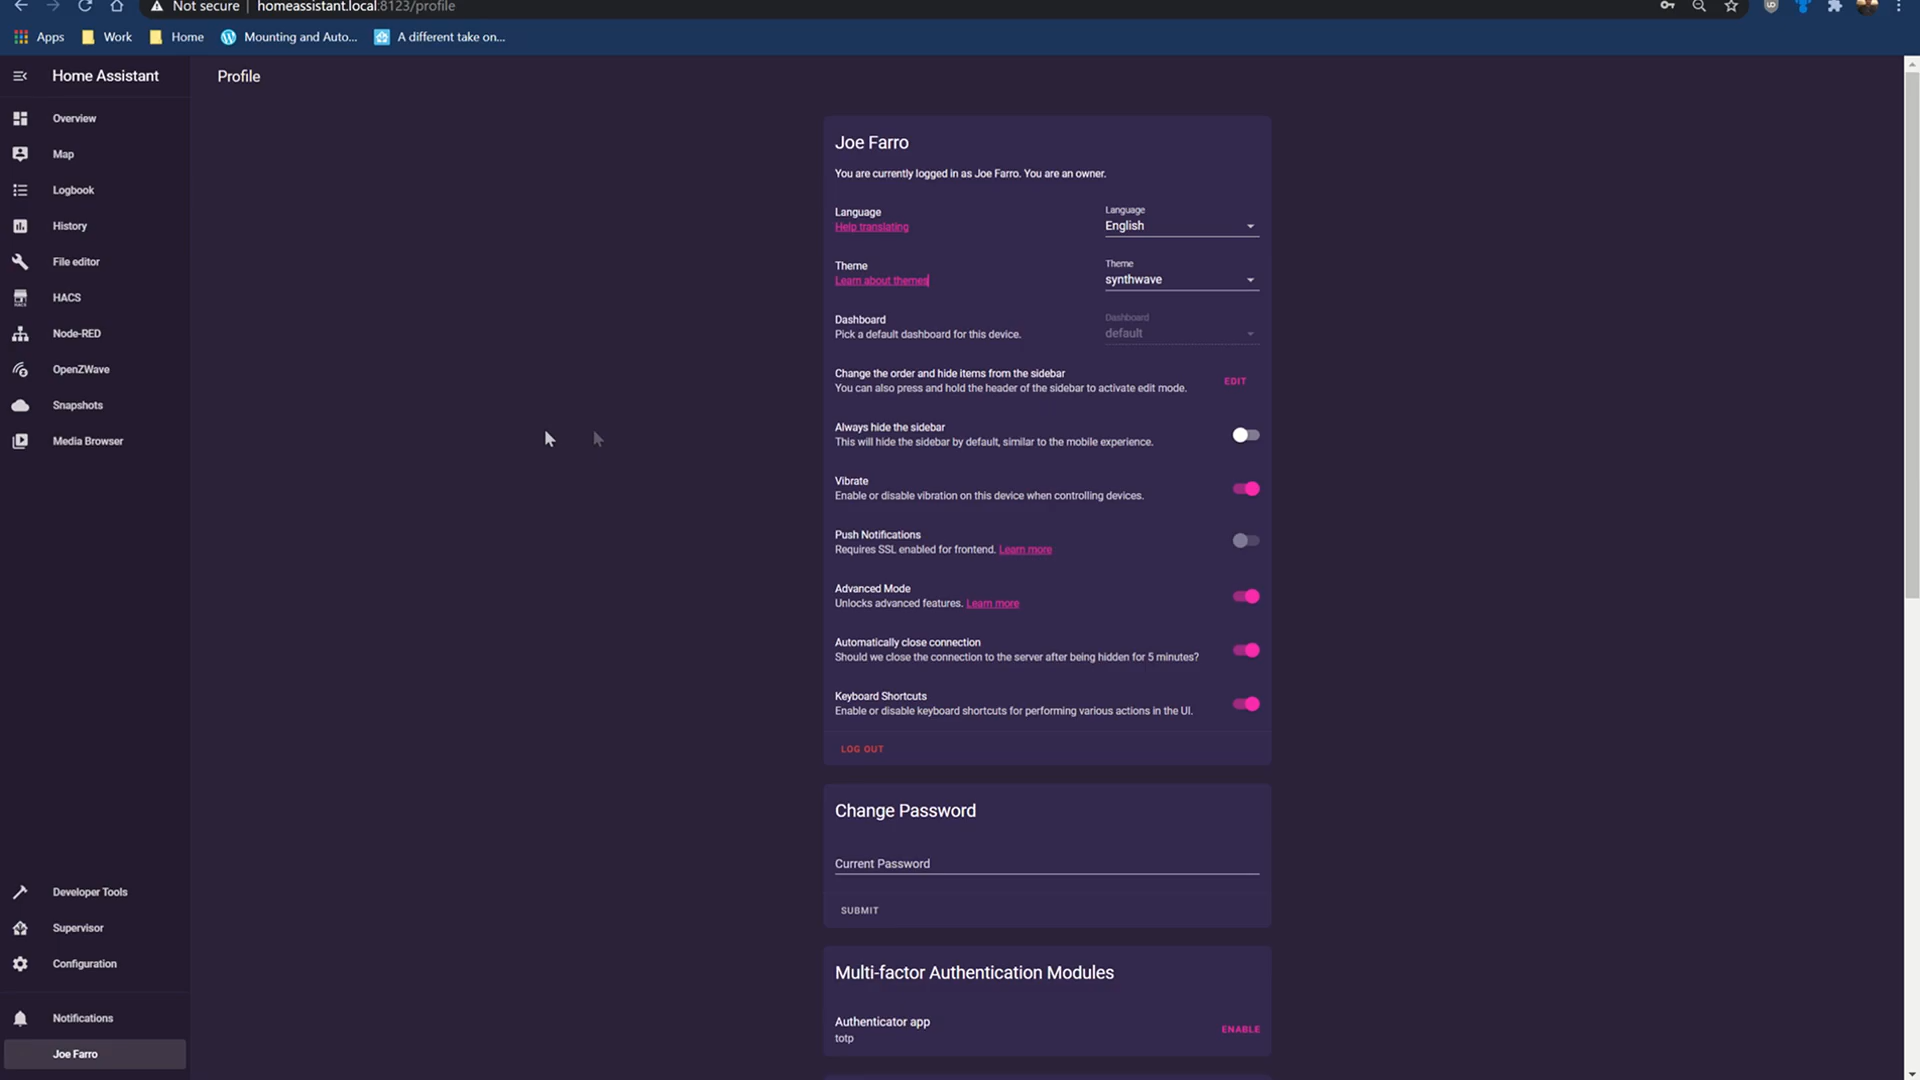 Not secure | homeassistant.local:8123/profile
Apps Work Home Mounting and Auto... A different take on...
Home Assistant
Profile
Overview
Map
Logbook
History
File editor
HACS
Node-RED
OpenZWave
Snapshots
Media Browser
Developer Tools
Supervisor
Configuration
Notifications
Joe Farro
Joe Farro
You are currently logged in as Joe Farro. You are an owner.
Language
Help translating
Language
English
Theme
Learn about themes
Theme
synthwave
Dashboard
Pick a default dashboard for this device.
Dashboard
default
Change the order and hide items from the sidebar
You can also press and hold the header of the sidebar to activate edit mode.
EDIT
Always hide the sidebar
This will hide the sidebar by default, similar to the mobile experience.
Vibrate
Enable or disable vibration on this device when controlling devices.
Push Notifications
Requires SSL enabled for frontend. Learn more
Advanced Mode
Unlocks advanced features. Learn more
Automatically close connection
Should we close the connection to the server after being hidden for 5 minutes?
Keyboard Shortcuts
Enable or disable keyboard shortcuts for performing various actions in the UI.
LOG OUT
Change Password
Current Password
SUBMIT
Multi-factor Authentication Modules
Authenticator app
totp
ENABLE